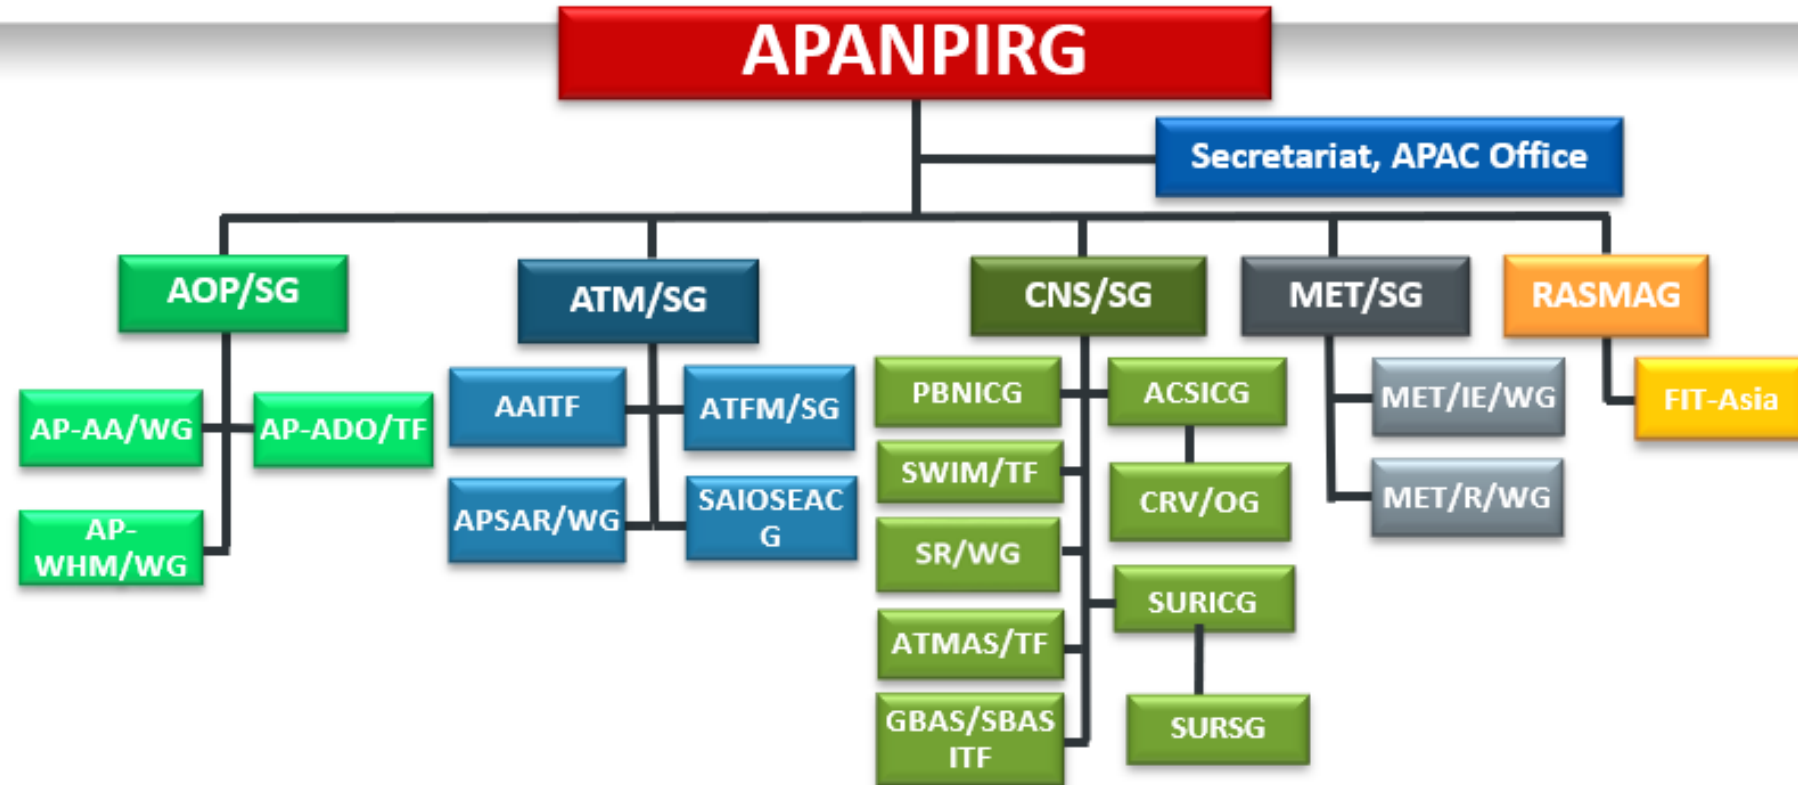 APANPIRG
Secretariat, APAC Office
AOP/SG
ATM/SG
CNS/SG
MET/SG
RASMAG
AP-AA/WG
AP-ADO/TF
AP-
WHM/WG
AAITF
ATFM/SG
APSAR/WG
SAIOSEAC
G
PBNICG
ACSICG
SWIM/TF
CRV/OG
SR/WG
SURICG
ATMAS/TF
SURSG
GBAS/SBAS
ITF
MET/IE/WG
MET/R/WG
FIT-Asia